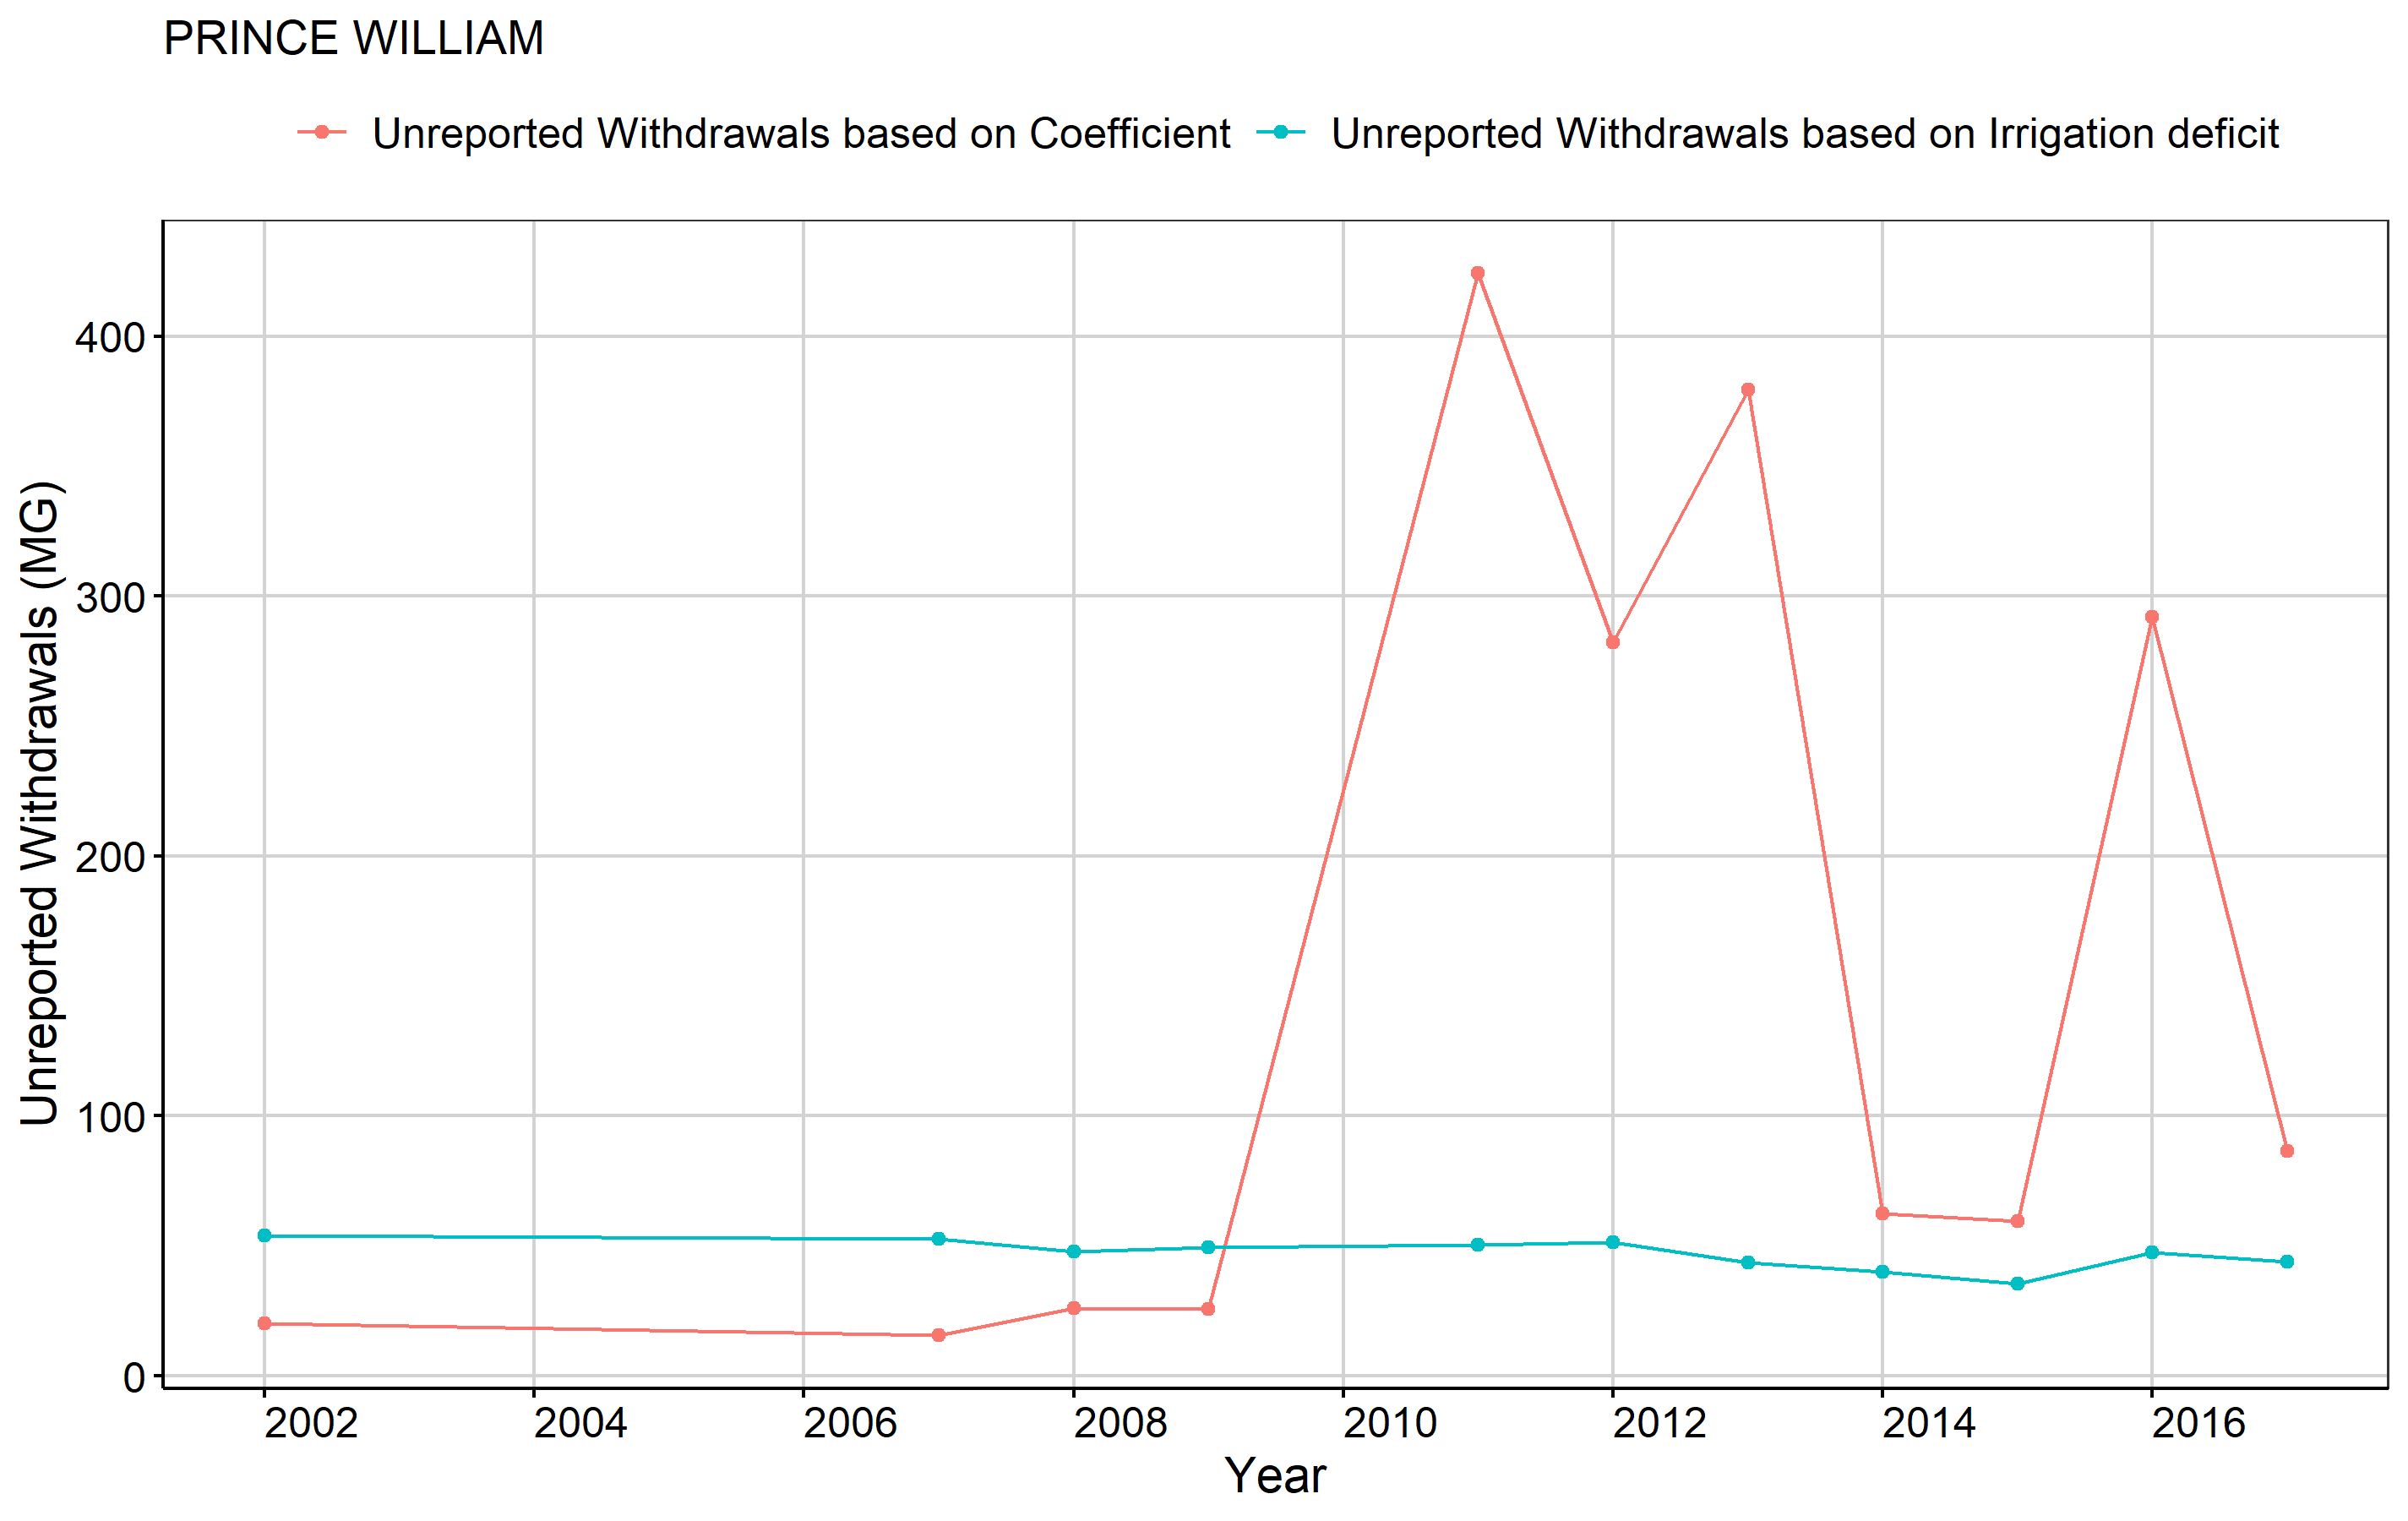 PRINCE WILLIAM
Unreported Withdrawals based on Coefficient Unreported Withdrawals based on Irrigation deficit
Unreported Withdrawals (MG)
400
300
200
100
0
2002 2004 2006 2008 2010 2012 2014 2016
Year